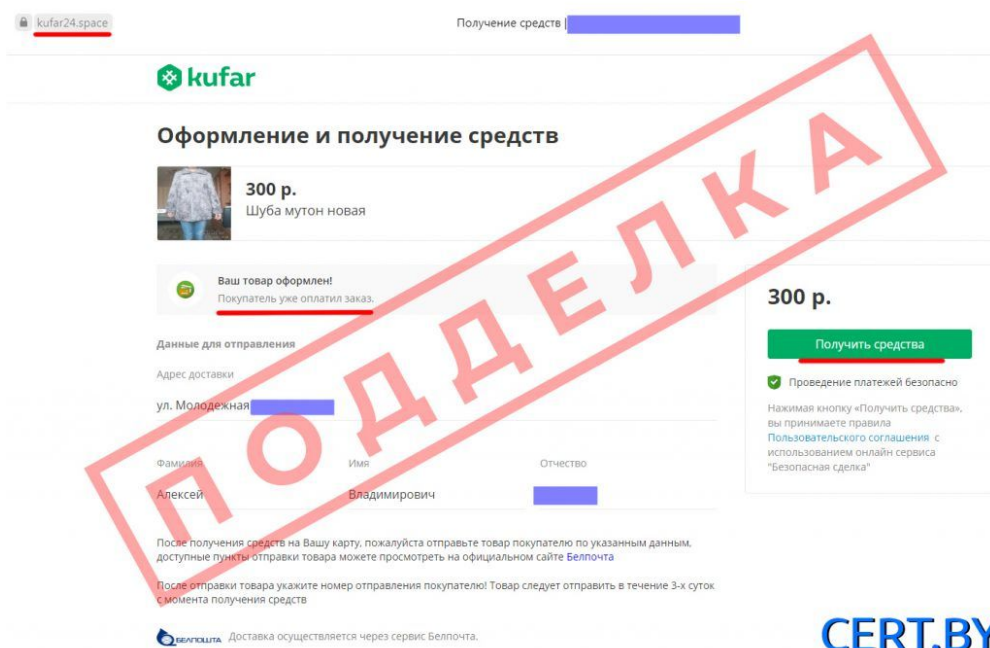 kufar24.space
Получение средств |
kufar
Оформление и получение средств
300 р.
Шуба мутон новая
Ваш товар оформлен!
Покупатель уже оплатил заказ.
300 р.
Получить средства
Проведение платежей безопасно
Нажимая кнопку «Получить средства»,
вы принимаете правила
Пользовательского соглашения с
использованием онлайн сервиса
"Безопасная сделка"
Данные для отправления
Адрес доставки
ул. Молодежная
Фамилия Имя Отчество
Алексей Владимирович
После получения средств на Вашу карту, пожалуйста отправьте товар покупателю по указанным данным,
доступные пункты отправки товара можете просмотреть на официальном сайте Белпочта
После отправки товара укажите номер отправления покупателю! Товар следует отправить в течение 3-х суток
с момента получения средств
БЕЛПОШТА Доставка осуществляется через сервис Белпочта.
ПОДДЕЛКА
CERT.BY